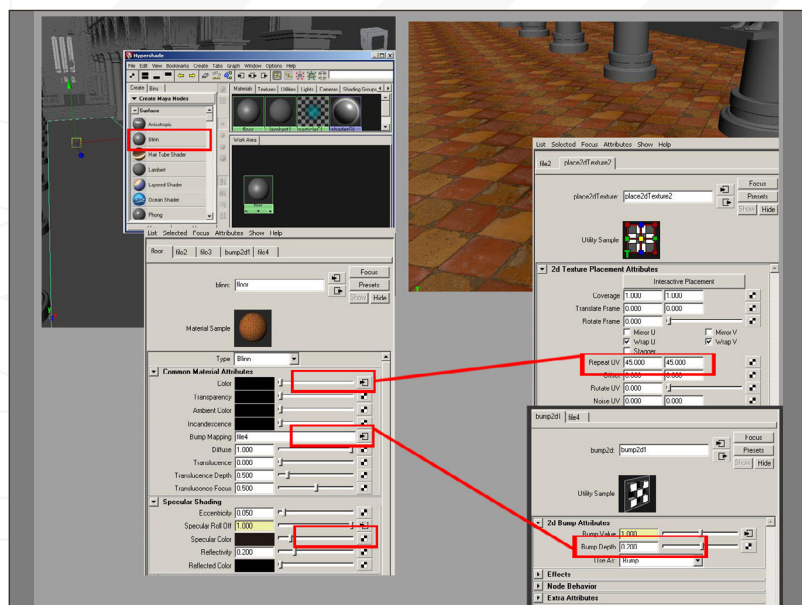 Hypershade
File Edit View Bookmarks Create Tabs Graph Window Options Help
Create Bins
Materials Textures Utilities Lights Cameras Shading Groups
Create Maya Nodes
Surface
Anisotropic
Blinn
Hair Tube Shader
Lambert
Layered Shader
Ocean Shader
Phong
floor lambert1 particleCl shaderGl
Work Area
floor
List Selected Focus Attributes Show Help
floor file2 file3 bump2d1 file4
blinn: floor
Focus
Presets
Show Hide
Material Sample
Type Blinn
Common Material Attributes
Color
Transparency
Ambient Color
Incandescence
Bump Mapping file4
Diffuse 1.000
Translucence 0.000
Translucence Depth 0.500
Translucence Focus 0.500
Specular Shading
Eccentricity 0.050
Specular Roll Off 1.000
Specular Color
Reflectivity 0.200
Reflected Color
List Selected Focus Attributes Show Help
file2 place2dTexture2
place2dTexture: place2dTexture2
Focus
Presets
Show Hide
Utility Sample
2d Texture Placement Attributes
Interactive Placement
Coverage 1.000 1.000
Translate Frame 0.000 0.000
Rotate Frame 0.000
Mirror U Mirror V
Wrap U Wrap V
Stagger
Repeat UV 45.000 45.000
Offset 0.000 0.000
Rotate UV 0.000
Noise UV 0.000 0.000
bump2d1 file4
bump2d: bump2d1
Focus
Presets
Show Hide
Utility Sample
2d Bump Attributes
Bump Value 1.000
Bump Depth 0.200
Use As Bump
Effects
Node Behavior
Extra Attributes